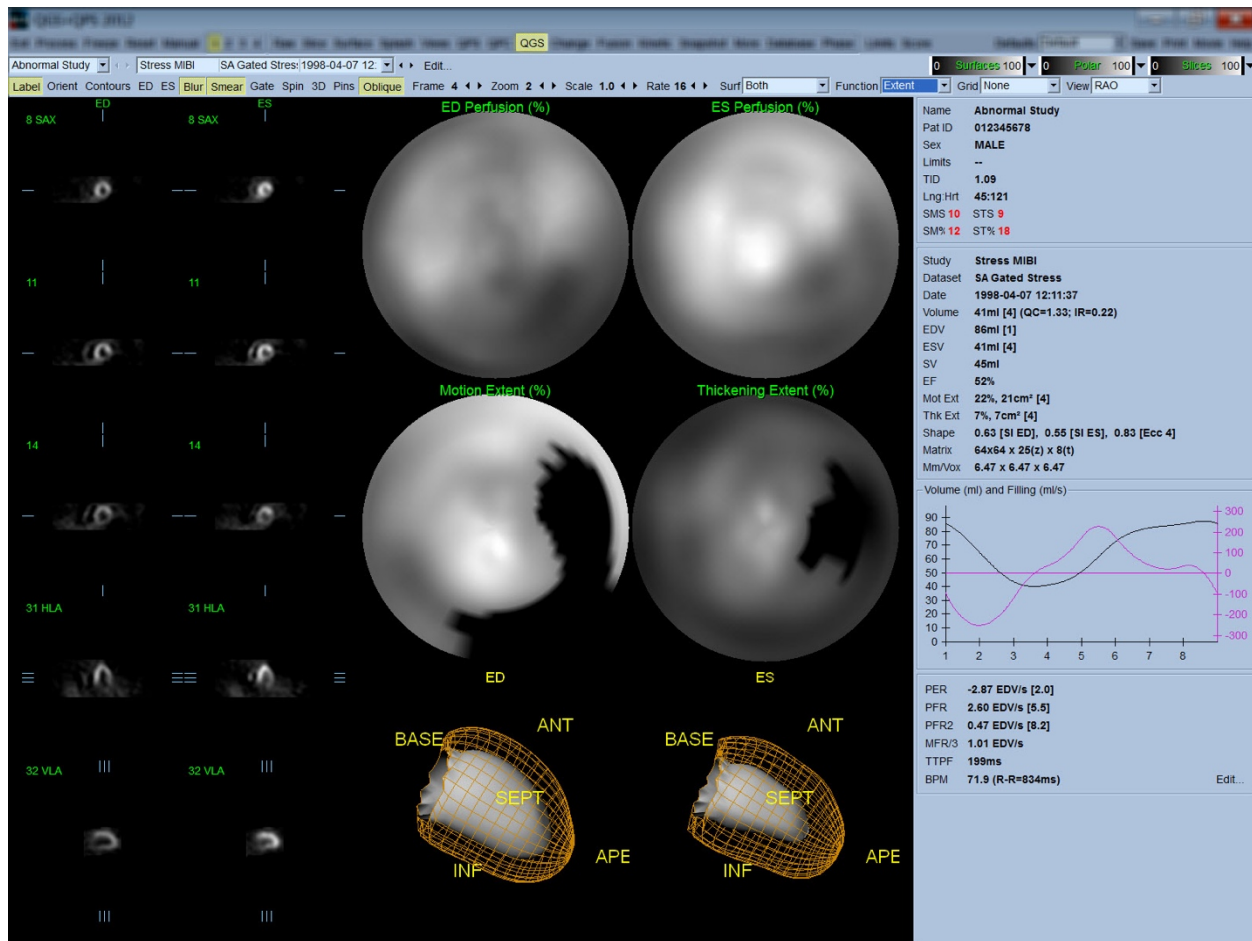 QGS+QPS 2012
QGS
Abnormal Study Stress MIBI SA Gated Stres: 1998-04-07 12: Edit...
0 Surfaces 100 0 Polar 100 0 Slices 100
Label Orient Contours ED ES Blur Smear Gate Spin 3D Pins Oblique Frame 4 Zoom 2 Scale 1.0 Rate 16 Surf Both Function Extent Grid None View RAO
ED
ES
8 SAX
8 SAX
11
11
14
14
31 HLA
31 HLA
32 VLA
32 VLA
ED Perfusion (%)
ES Perfusion (%)
Motion Extent (%)
Thickening Extent (%)
ED
ES
BASE
ANT
SEPT
INF
APE
BASE
ANT
SEPT
INF
APE
Name Abnormal Study
Pat ID 012345678
Sex MALE
Limits --
TID 1.09
Lng:Hrt 45:121
SMS 10 STS 9
SM% 12 ST% 18
Study Stress MIBI
Dataset SA Gated Stress
Date 1998-04-07 12:11:37
Volume 41ml [4] (QC=1.33; IR=0.22)
EDV 86ml [1]
ESV 41ml [4]
SV 45ml
EF 52%
Mot Ext 22%, 21cm² [4]
Thk Ext 7%, 7cm² [4]
Shape 0.63 [SI ED], 0.55 [SI ES], 0.83 [Ecc 4]
Matrix 64x64 x 25(z) x 8(t)
Mm/Vox 6.47 x 6.47 x 6.47
Volume (ml) and Filling (ml/s)
90
80
70
60
50
40
30
20
10
0
300
200
100
0
-100
-200
-300
1 2 3 4 5 6 7 8
PER -2.87 EDV/s [2.0]
PFR 2.60 EDV/s [5.5]
PFR2 0.47 EDV/s [8.2]
MFR/3 1.01 EDV/s
TTPF 199ms
BPM 71.9 (R-R=834ms) Edit...